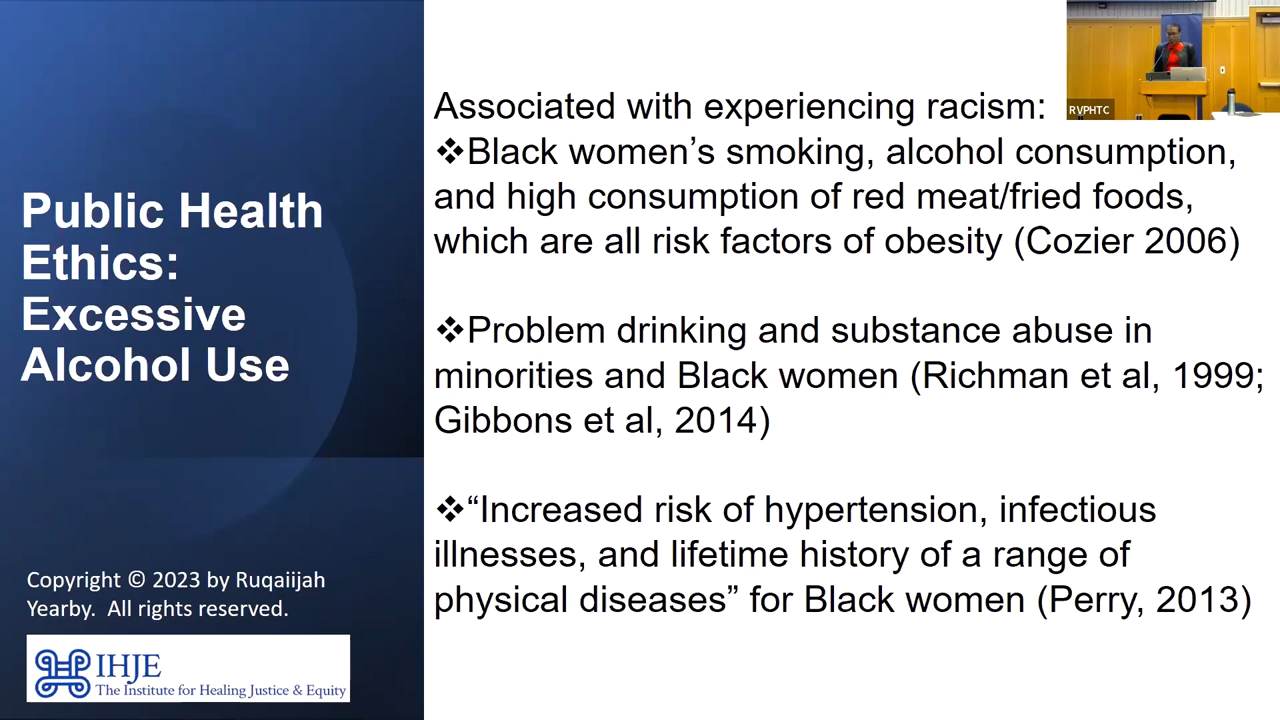 Public Health
Ethics:
Excessive
Alcohol Use
Copyright © 2023 by Ruqaiijah
Yearby. All rights reserved.
IHJE
The Institute for Healing Justice & Equity
Associated with experiencing racism:
❖Black women’s smoking, alcohol consumption,
and high consumption of red meat/fried foods,
which are all risk factors of obesity (Cozier 2006)
❖Problem drinking and substance abuse in
minorities and Black women (Richman et al, 1999;
Gibbons et al, 2014)
❖“Increased risk of hypertension, infectious
illnesses, and lifetime history of a range of
physical diseases” for Black women (Perry, 2013)
RVPHTC